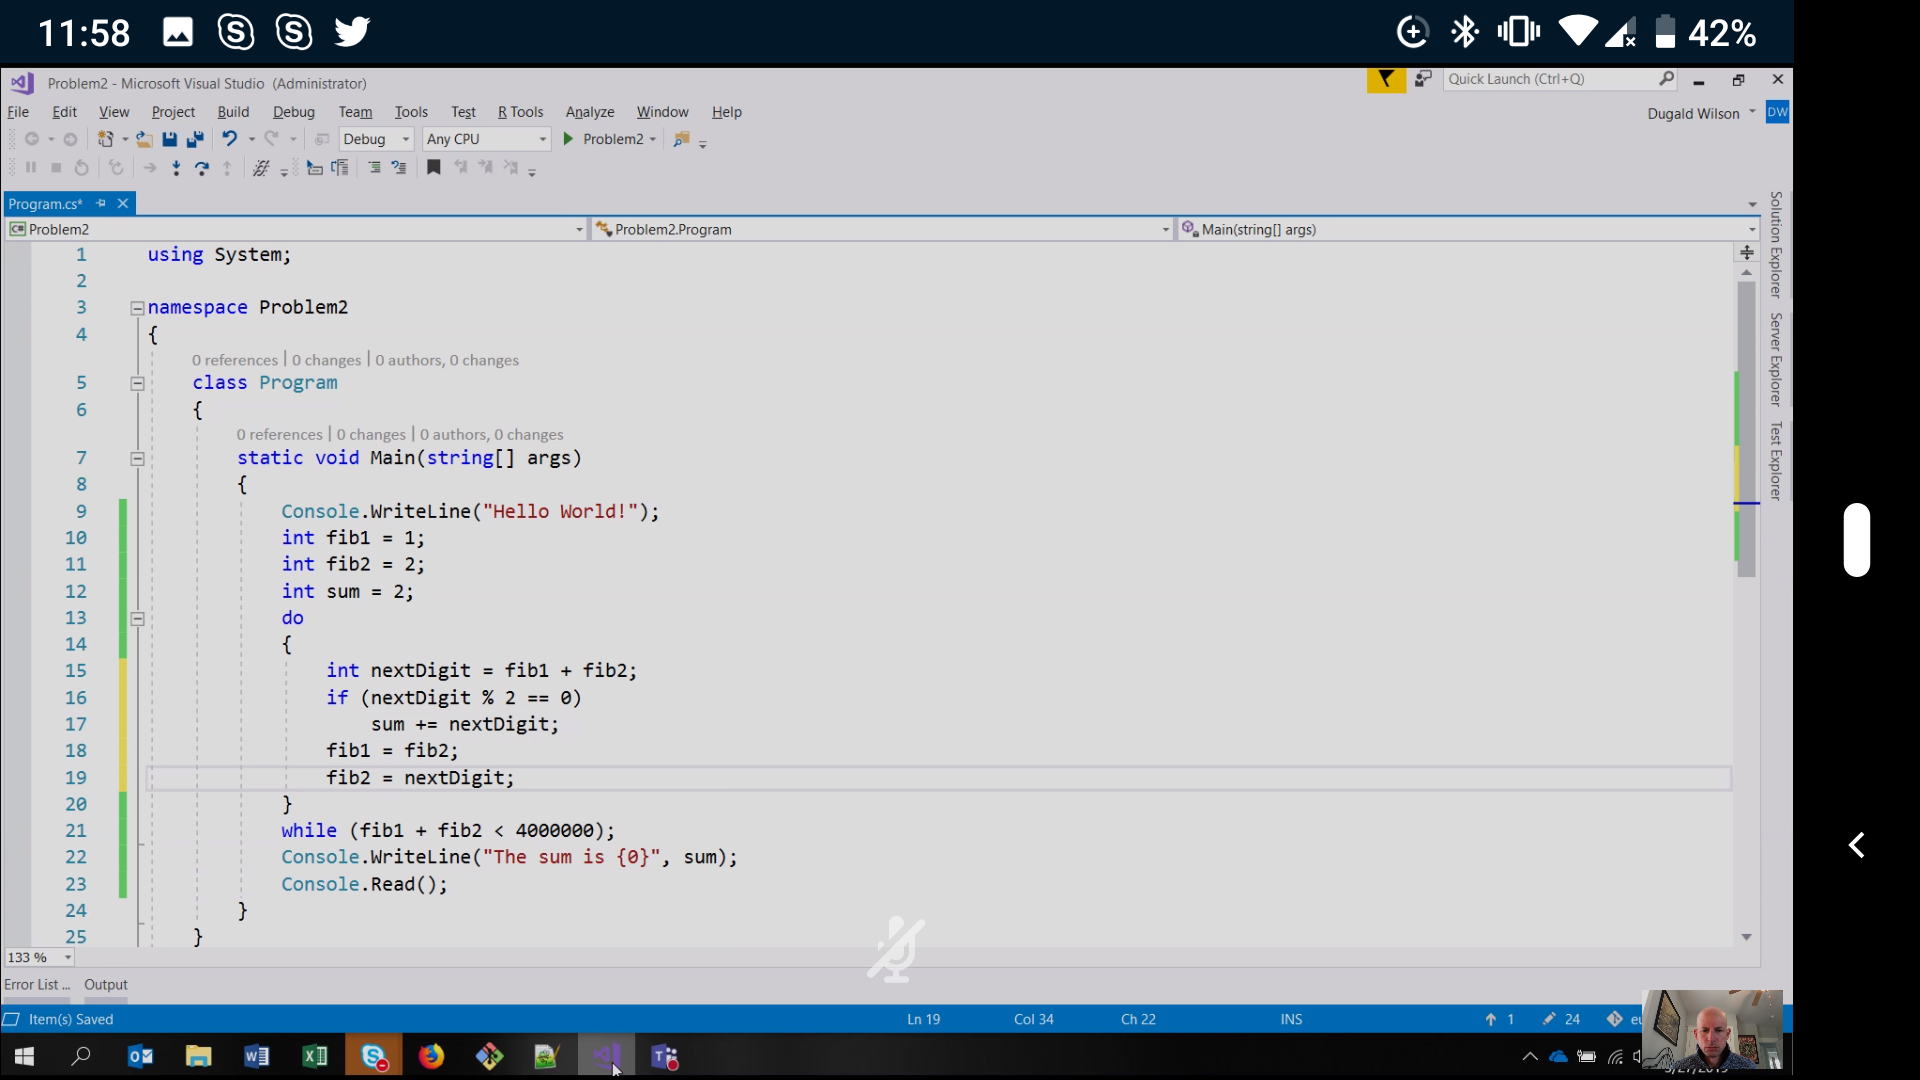 11:58
42%
Problem2 - Microsoft Visual Studio (Administrator)
Quick Launch (Ctrl+Q)
File Edit View Project Build Debug Team Tools Test R Tools Analyze Window Help
Dugald Wilson
DW
Debug
Any CPU
Problem2
Program.cs*
Problem2
Problem2.Program
Main(string[] args)
1 using System;
2
3 namespace Problem2
4 {
0 references | 0 changes | 0 authors, 0 changes
5 class Program
6 {
0 references | 0 changes | 0 authors, 0 changes
7 static void Main(string[] args)
8 {
9 Console.WriteLine("Hello World!");
10 int fib1 = 1;
11 int fib2 = 2;
12 int sum = 2;
13 do
14 {
15 int nextDigit = fib1 + fib2;
16 if (nextDigit % 2 == 0)
17 sum += nextDigit;
18 fib1 = fib2;
19 fib2 = nextDigit;
20 }
21 while (fib1 + fib2 < 4000000);
22 Console.WriteLine("The sum is {0}", sum);
23 Console.Read();
24 }
25 }
Solution Explorer
Server Explorer
Test Explorer
133 %
Error List ... Output
Item(s) Saved
Ln 19
Col 34
Ch 22
INS
1
24